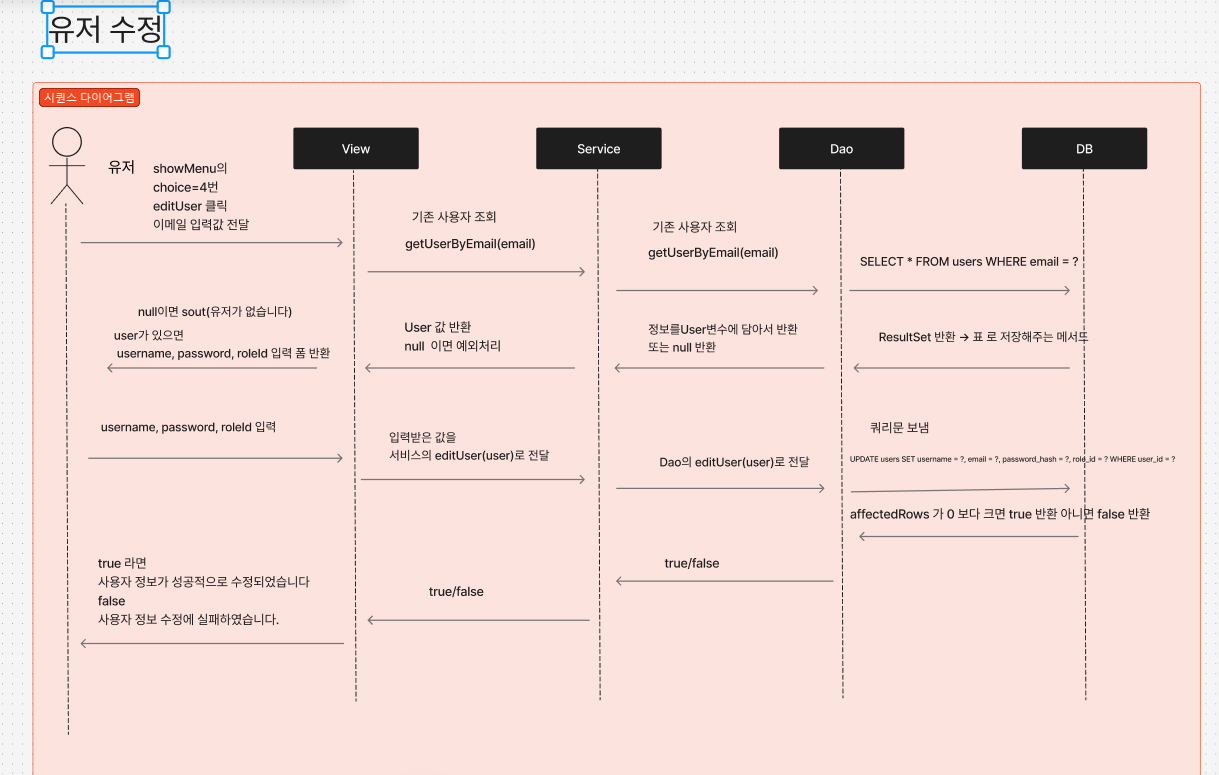 유저 수정
시퀀스 다이어그램
유저
View
Service
Dao
DB
showMenu의
choice=4번
editUser 클릭
이메일 입력값 전달
기존 사용자 조회
getUserByEmail(email)
기존 사용자 조회
getUserByEmail(email)
SELECT * FROM users WHERE email = ?
null이면 sout(유저가 없습니다)
user가 있으면
username, password, roleId 입력 폼 반환
User 값 반환
null 이면 예외처리
정보를User변수에 담아서 반환
또는 null 반환
ResultSet 반환 → 표 로 저장해주는 메서드
username, password, roleId 입력
입력받은 값을
서비스의 editUser(user)로 전달
Dao의 editUser(user)로 전달
쿼리문 보냄
UPDATE users SET username = ?, email = ?, password_hash = ?, role_id = ? WHERE user_id = ?
affectedRows 가 0 보다 크면 true 반환 아니면 false 반환
true 라면
사용자 정보가 성공적으로 수정되었습니다
false
사용자 정보 수정에 실패하였습니다.
true/false
true/false